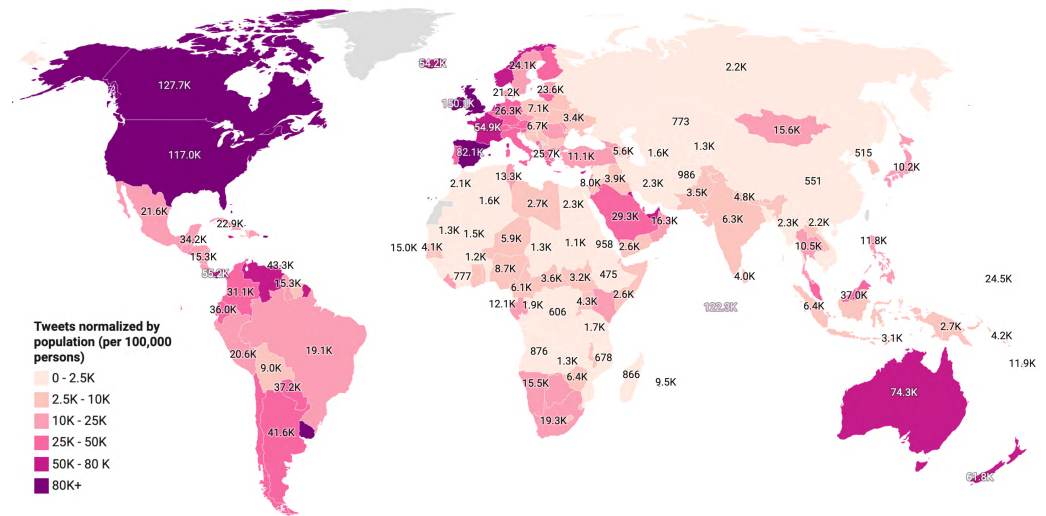 54.2K
24.1K
2.2K
127.7K
21.2K
23.6K
150.1K
26.3K
7.1K
3.4K
773
15.6K
54.9K
6.7K
117.0K
82.1K
25.7K
11.1K
5.6K
1.6K
1.3K
515
10.2K
13.3K
2.1K
8.0K
3.9K
2.3K
986
551
21.6K
1.6K
2.7K
2.3K
3.5K
4.8K
22.9K
29.3K
16.3K
6.3K
2.3K
2.2K
34.2K
15.0K
4.1K
1.3K
1.5K
5.9K
1.3K
1.1K
958
2.6K
10.5K
11.8K
15.3K
1.2K
55.2K
43.3K
777
8.7K
3.6K
3.2K
475
4.0K
24.5K
31.1K
15.3K
6.1K
2.6K
37.0K
36.0K
12.1K
1.9K
606
4.3K
122.3K
6.4K
Tweets normalized by
population (per 100,000
persons)
0 - 2.5K
2.5K - 10K
10K - 25K
25K - 50K
50K - 80 K
80K+
1.7K
3.1K
2.7K
4.2K
20.6K
19.1K
876
1.3K
678
11.9K
9.0K
6.4K
866
9.5K
37.2K
15.5K
74.3K
41.6K
19.3K
61.8K